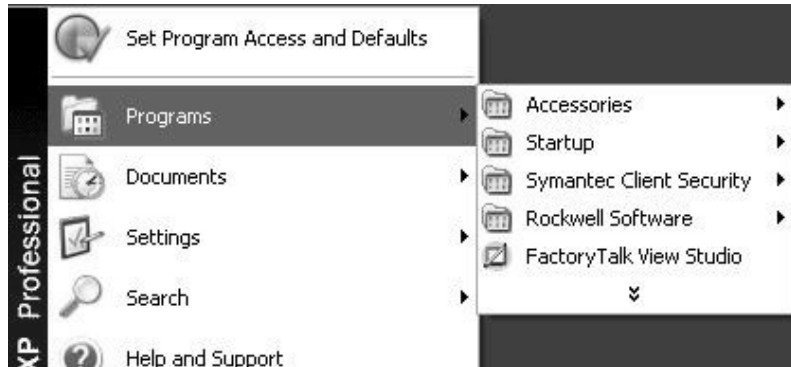 Set Program Access and Defaults
Programs
Documents
Settings
Search
Help and Support
XP Professional
Accessories
Startup
Symantec Client Security
Rockwell Software
FactoryTalk View Studio